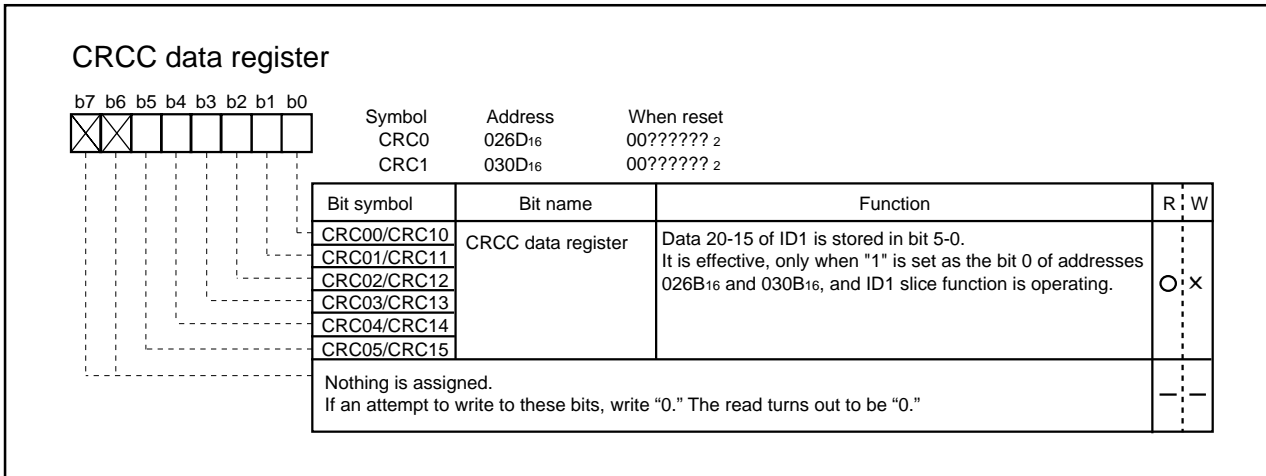 CRCC data register
b7 b6 b5 b4 b3 b2 b1 b0
Symbol Address When reset
CRC0 026D16 00?????? 2
CRC1 030D16 00?????? 2
Bit symbol Bit name Function R W
CRC00/CRC10 CRCC data register Data 20-15 of ID1 is stored in bit 5-0.
CRC01/CRC11 It is effective, only when "1" is set as the bit 0 of addresses
CRC02/CRC12 026B16 and 030B16, and ID1 slice function is operating. O X
CRC03/CRC13
CRC04/CRC14
CRC05/CRC15
Nothing is assigned.
If an attempt to write to these bits, write “0.” The read turns out to be “0.” — —